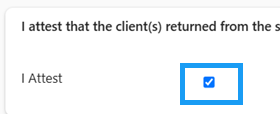 I attest that the client(s) returned from the
I Attest